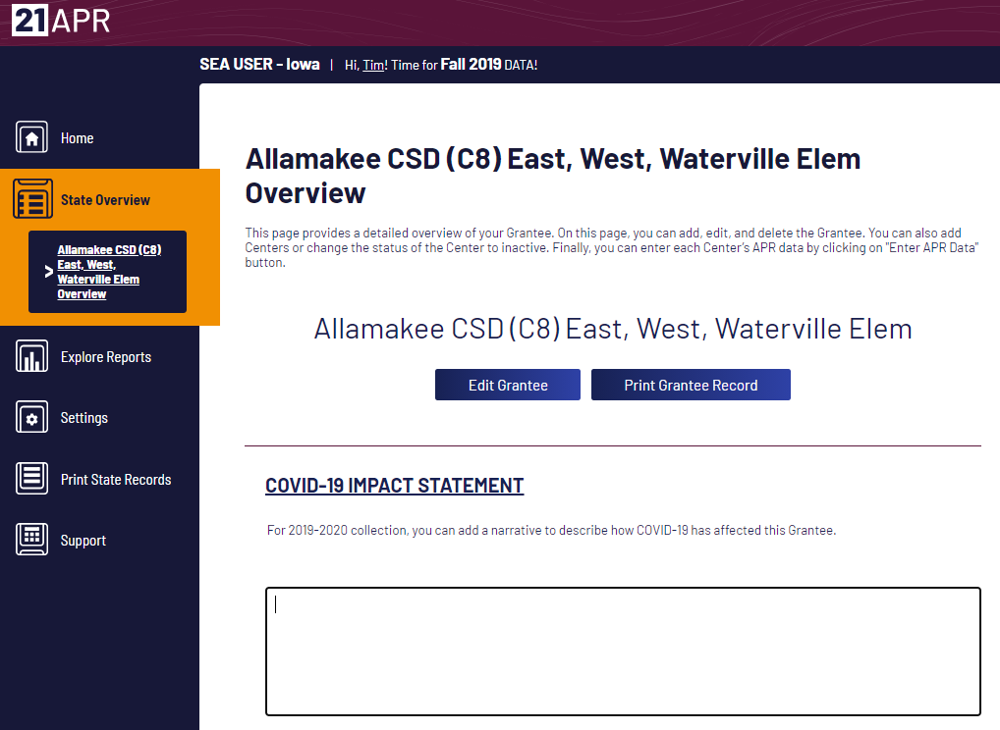 21APR
SEA USER - Iowa | Hi, Tim! Time for Fall 2019 DATA!
Home
State Overview
> Allamakee CSD (C8)
East, West,
Waterville Elem
Overview
Explore Reports
Settings
Print State Records
Support
Allamakee CSD (C8) East, West, Waterville Elem
Overview
This page provides a detailed overview of your Grantee. On this page, you can add, edit, and delete the Grantee. You can also add
Centers or change the status of the Center to inactive. Finally, you can enter each Center's APR data by clicking on "Enter APR Data"
button.
Allamakee CSD (C8) East, West, Waterville Elem
Edit Grantee
Print Grantee Record
COVID-19 IMPACT STATEMENT
For 2019-2020 collection, you can add a narrative to describe how COVID-19 has affected this Grantee.